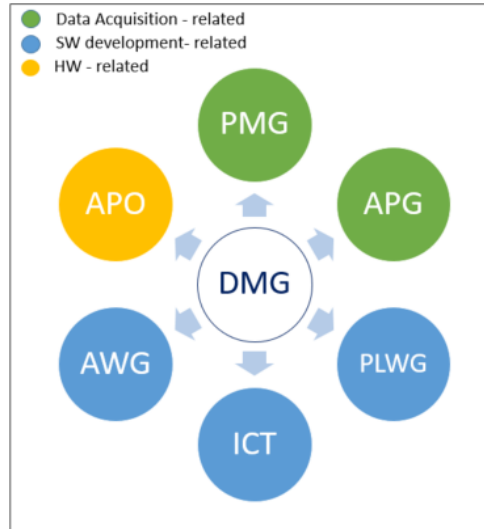 Data Acquisition - related
SW development- related
HW - related
PMG
APO
APG
DMG
AWG
PLWG
ICT